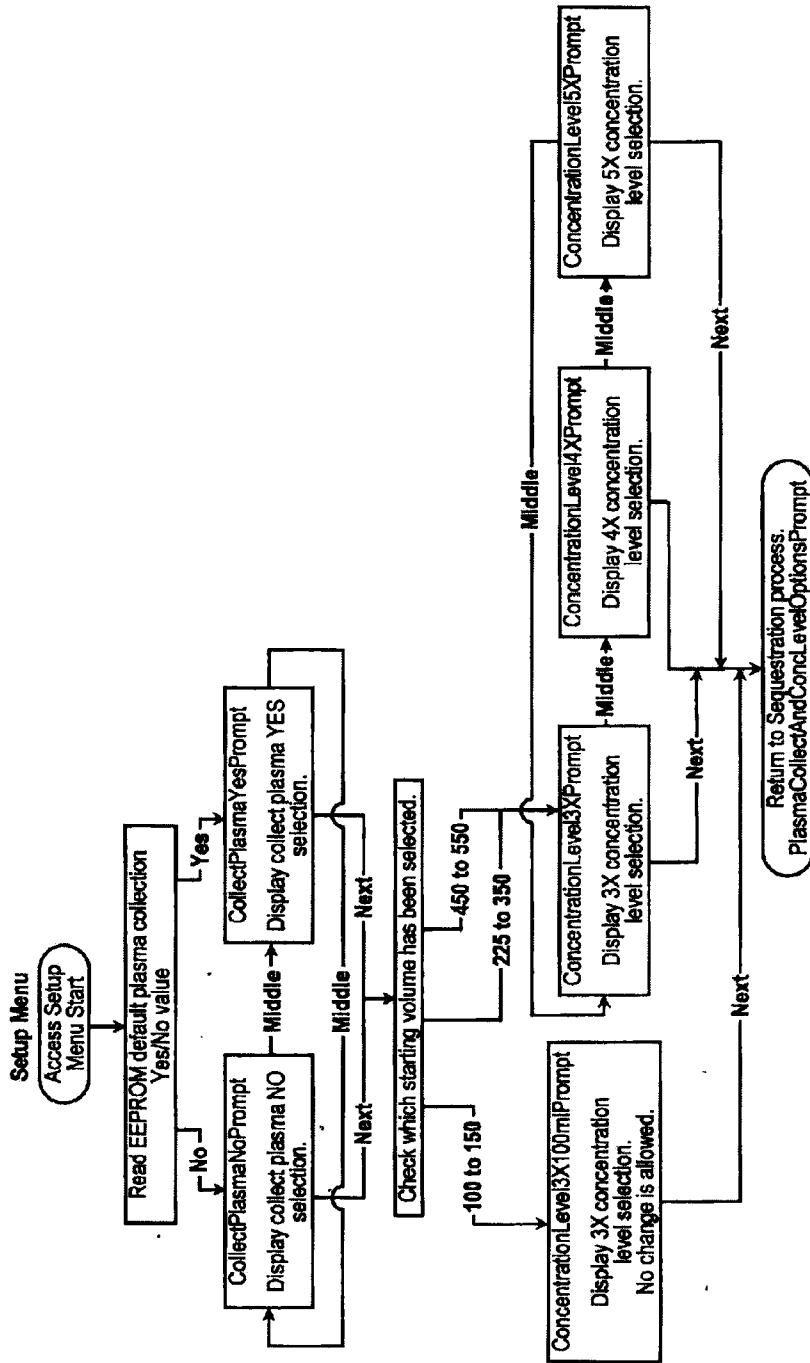 Setup Menu
Access Setup
Menu Start
Read EEPROM default plasma collection
Yes/No value
No
Yes
CollectPlasmaNoPrompt
Display collect plasma NO
selection.
Middle
CollectPlasmaYesPrompt
Display collect plasma YES
selection.
Next
Next
Middle
Check which starting volume has been selected.
100 to 150
225 to 350
450 to 550
ConcentrationLevel3X100mlPrompt
Display 3X concentration
level selection.
No change is allowed.
ConcentrationLevel3XPrompt
Display 3X concentration
level selection.
Middle
ConcentrationLevel4XPrompt
Display 4X concentration
level selection.
Middle
ConcentrationLevel5XPrompt
Display 5X concentration
level selection.
Middle
Next
Next
Next
Return to Sequestration process.
PlasmaCollectAndConcLevelOptionsPrompt